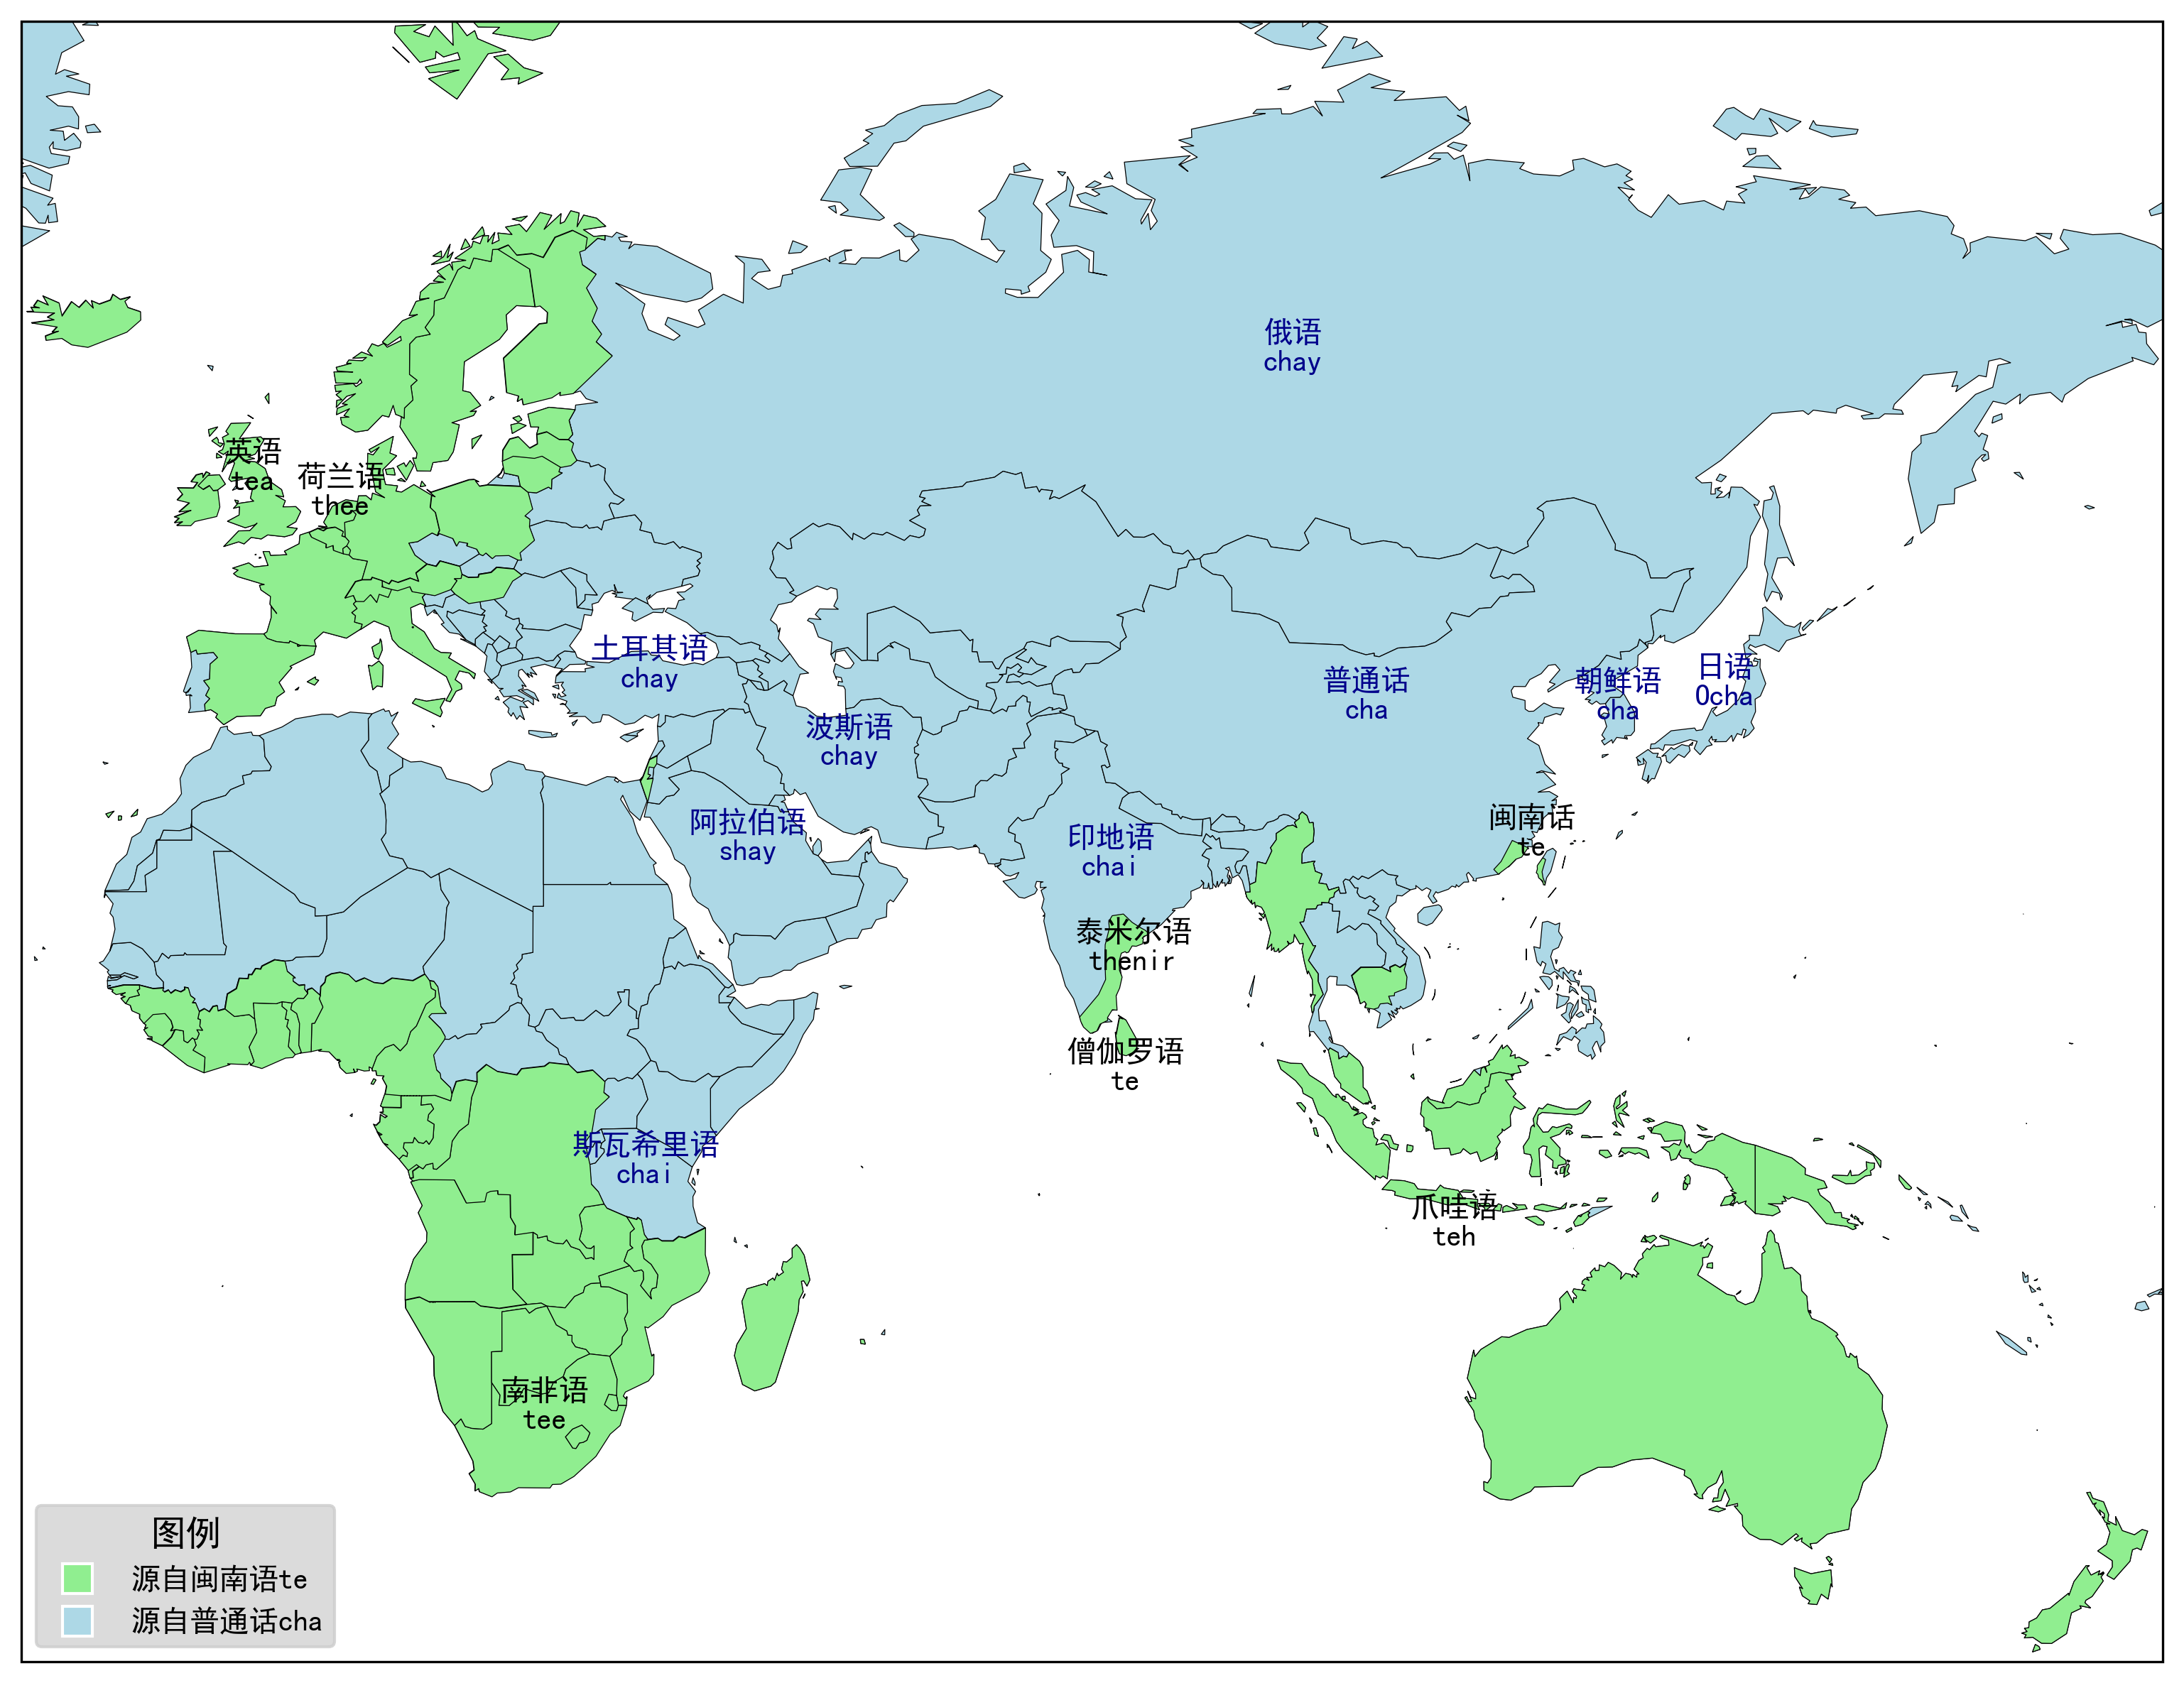 俄语
chay
英语
tea
荷兰语
thee
土耳其语
chay
普通话
cha
朝鲜语
cha
日语
Ocha
波斯语
chay
阿拉伯语
shay
印地语
chai
闽南话
te
泰米尔语
thenir
僧伽罗语
te
斯瓦希里语
chai
爪哇语
teh
南非语
tee
图例
源自闽南语te
源自普通话cha